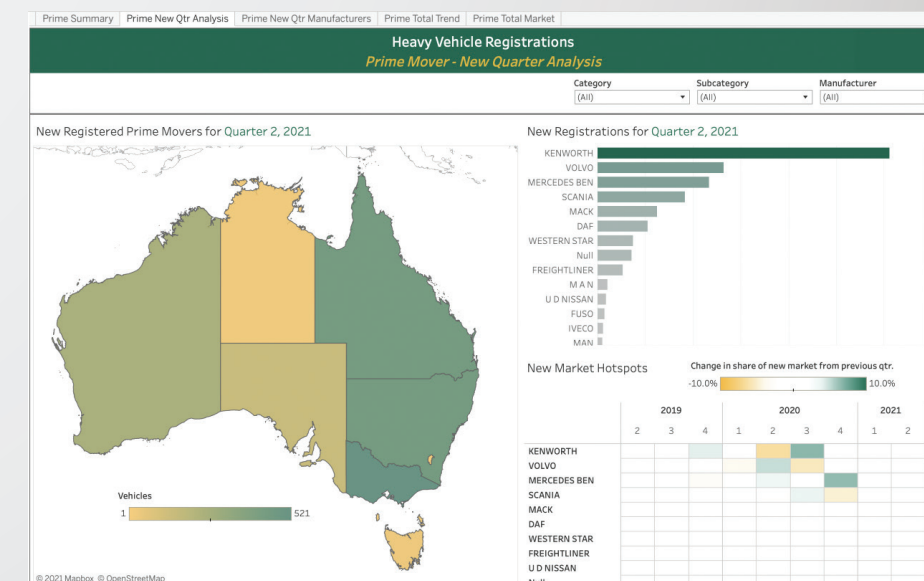 Prime Summary Prime New Qtr Analysis Prime New Qtr Manufacturers Prime Total Trend Prime Total Market
Heavy Vehicle Registrations
Prime Mover - New Quarter Analysis
Category Subcategory Manufacturer
(All) (All) (All)
New Registered Prime Movers for Quarter 2, 2021
Vehicles
1 521
© 2021 Mapbox © OpenStreetMap
New Registrations for Quarter 2, 2021
KENWORTH
VOLVO
MERCEDES BEN
SCANIA
MACK
DAF
WESTERN STAR
Null
FREIGHTLINER
M A N
U D NISSAN
FUSO
IVECO
MAN
New Market Hotspots
Change in share of new market from previous qtr.
-10.0% 10.0%
2019 2020 2021
2 3 4 1 2 3 4 1 2
KENWORTH
VOLVO
MERCEDES BEN
SCANIA
MACK
DAF
WESTERN STAR
FREIGHTLINER
U D NISSAN
Null